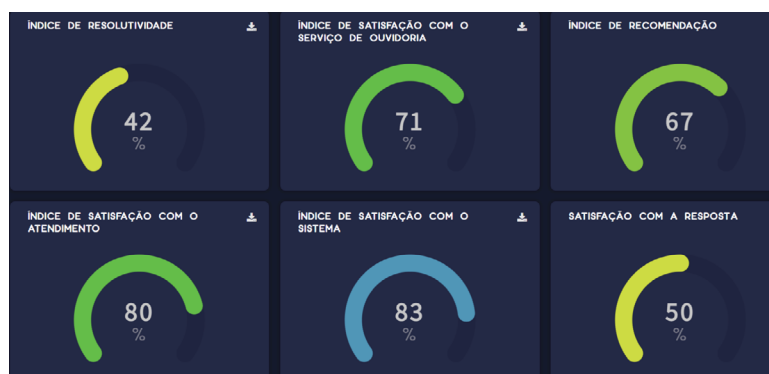 ÍNDICE DE RESOLUTIVIDADE
42
%
ÍNDICE DE SATISFAÇÃO COM O
SERVIÇO DE OUVIDORIA
71
%
ÍNDICE DE RECOMENDAÇÃO
67
%
ÍNDICE DE SATISFAÇÃO COM O
ATENDIMENTO
80
%
ÍNDICE DE SATISFAÇÃO COM O
SISTEMA
83
%
SATISFAÇÃO COM A RESPOSTA
50
%